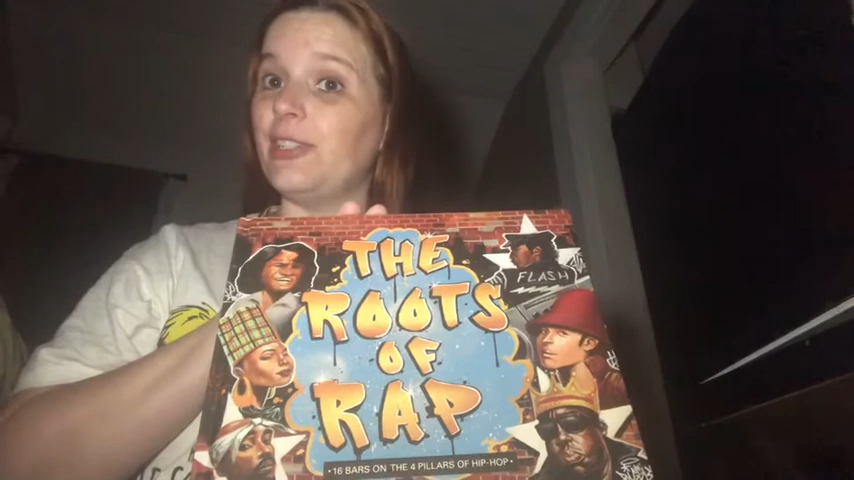 THE
ROOTS
OF
RAP
FLASH
• 16 BARS ON THE 4 PILLARS OF HIP-HOP •